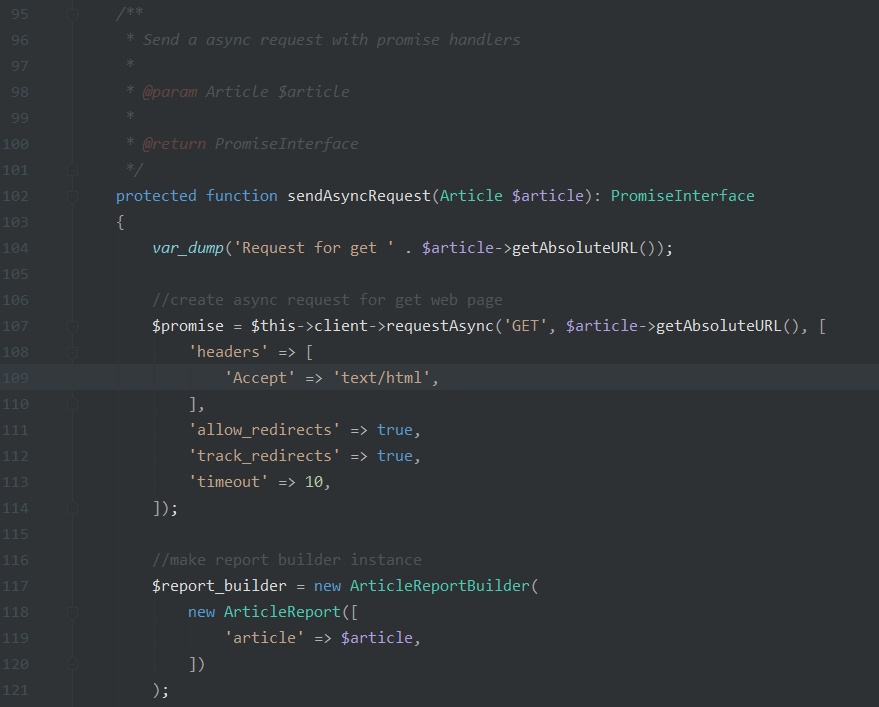 95 /**
96 * Send a async request with promise handlers
97 *
98 * @param Article $article
99 *
100 * @return PromiseInterface
101 */
102 protected function sendAsyncRequest(Article $article): PromiseInterface
103 {
104 var_dump('Request for get ' . $article->getAbsoluteURL());
105
106 //create async request for get web page
107 $promise = $this->client->requestAsync('GET', $article->getAbsoluteURL(), [
108 'headers' => [
109 'Accept' => 'text/html',
110 ],
111 'allow_redirects' => true,
112 'track_redirects' => true,
113 'timeout' => 10,
114 ]);
115
116 //make report builder instance
117 $report_builder = new ArticleReportBuilder(
118 new ArticleReport([
119 'article' => $article,
120 ])
121 );